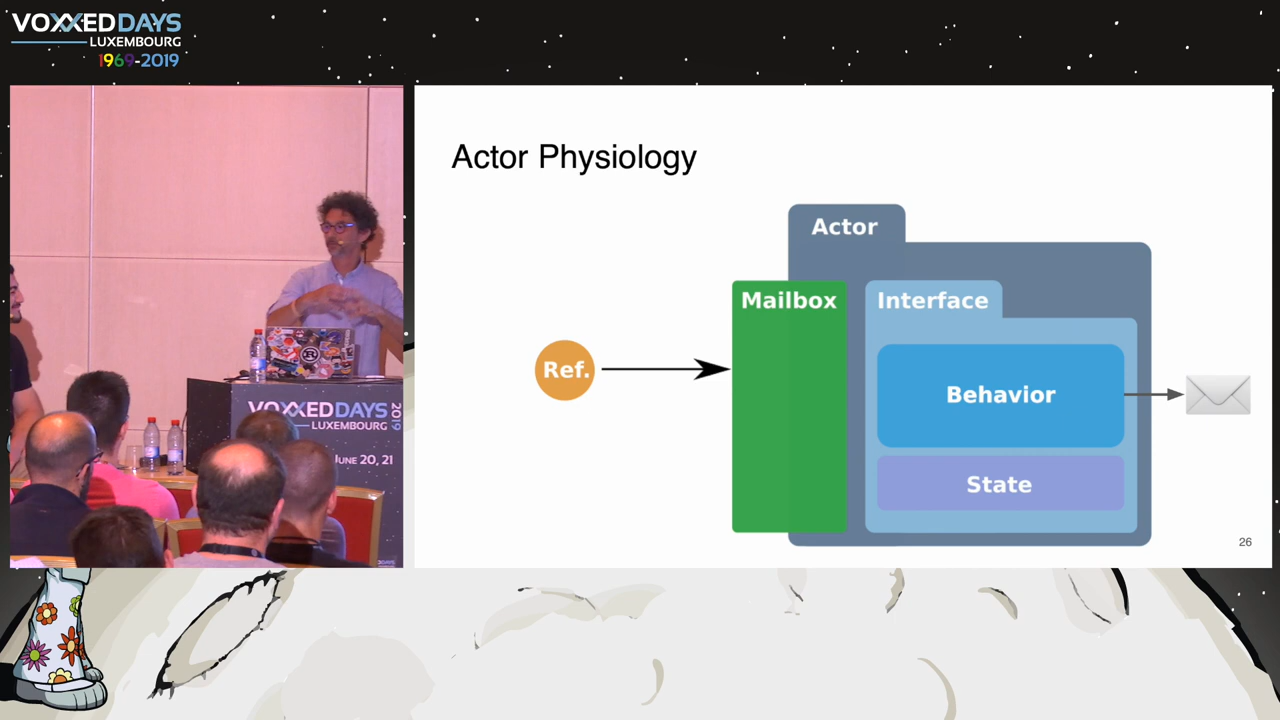 VOXXEDDAYS
LUXEMBOURG
1969-2019
Actor Physiology
Actor
Mailbox
Interface
Ref.
Behavior
State
26
VOXXEDDAYS
2019
LUXEMBOURG
JUNE 20, 21
R